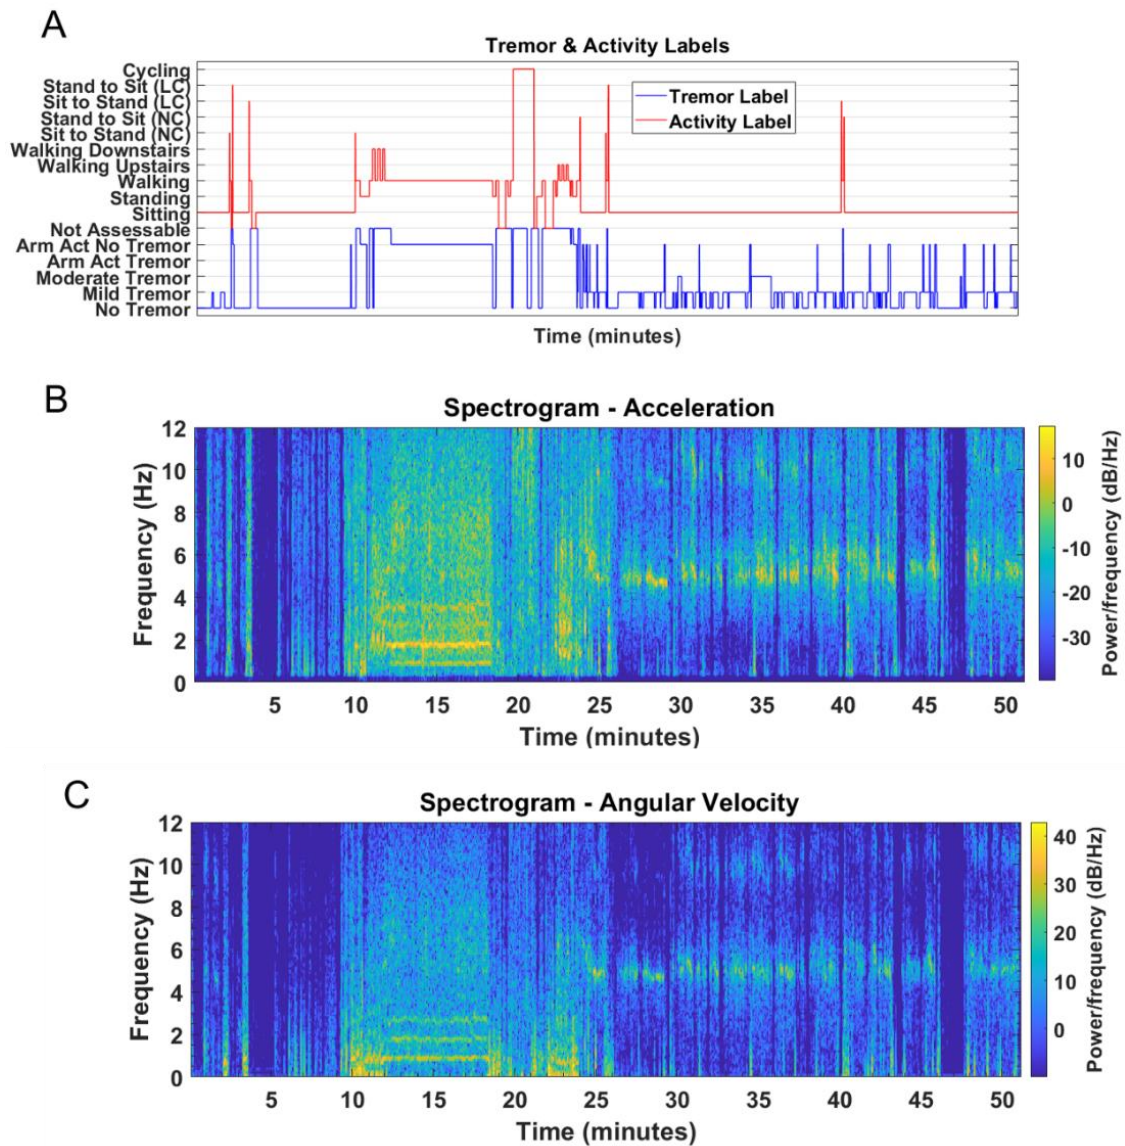 A
Tremor & Activity Labels
Cycling
Stand to Sit (LC)
Sit to Stand (LC)
Stand to Sit (NC)
Sit to Stand (NC)
Walking Downstairs
Walking Upstairs
Walking
Standing
Sitting
Not Assessable
Arm Act No Tremor
Arm Act Tremor
Moderate Tremor
Mild Tremor
No Tremor
Tremor Label
Activity Label
Time (minutes)
B
Spectrogram - Acceleration
Frequency (Hz)
12
10
8
6
4
2
0
5 10 15 20 25 30 35 40 45 50
Time (minutes)
10
0
-10
-20
-30
Power/frequency (dB/Hz)
C
Spectrogram - Angular Velocity
Frequency (Hz)
12
10
8
6
4
2
0
5 10 15 20 25 30 35 40 45 50
Time (minutes)
40
30
20
10
0
Power/frequency (dB/Hz)